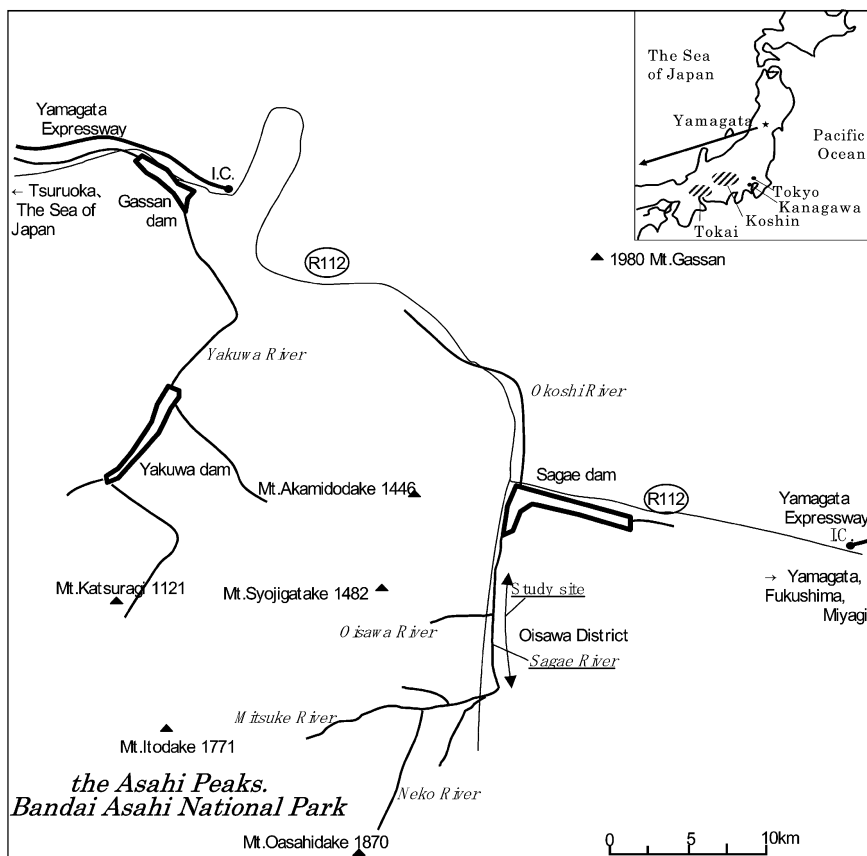 The Sea
of Japan
Yamagata
Pacific
Ocean
Tokyo
Kanagawa
Koshin
Tokai
Yamagata
Expressway
I.C.
← Tsuruoka、
The Sea of
Japan
Gassan
dam
R112
▲ 1980 Mt.Gassan
Yakuwa River
Okoshi River
Yakuwa dam
Mt.Akamidodake 1446
Sagae dam
R112
Yamagata
Expressway
I.C.
→ Yamagata,
Fukushima,
Miyagi
Mt.Katsuragi 1121
Mt.Syojigatake 1482
Study site
Oisawa River
Oisawa District
Sagae River
Mitsuke River
Mt.Itodake 1771
the Asahi Peaks.
Bandai Asahi National Park
Neko River
Mt.Oasahidake 1870
0 5 10km